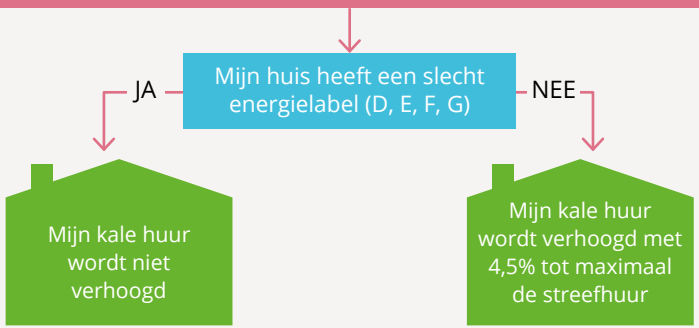 Mijn huis heeft een slecht
energielabel (D, E, F, G)
JA
NEE
Mijn kale huur
wordt niet
verhoogd
Mijn kale huur
wordt verhoogd met
4,5% tot maximaal
de streefhuur